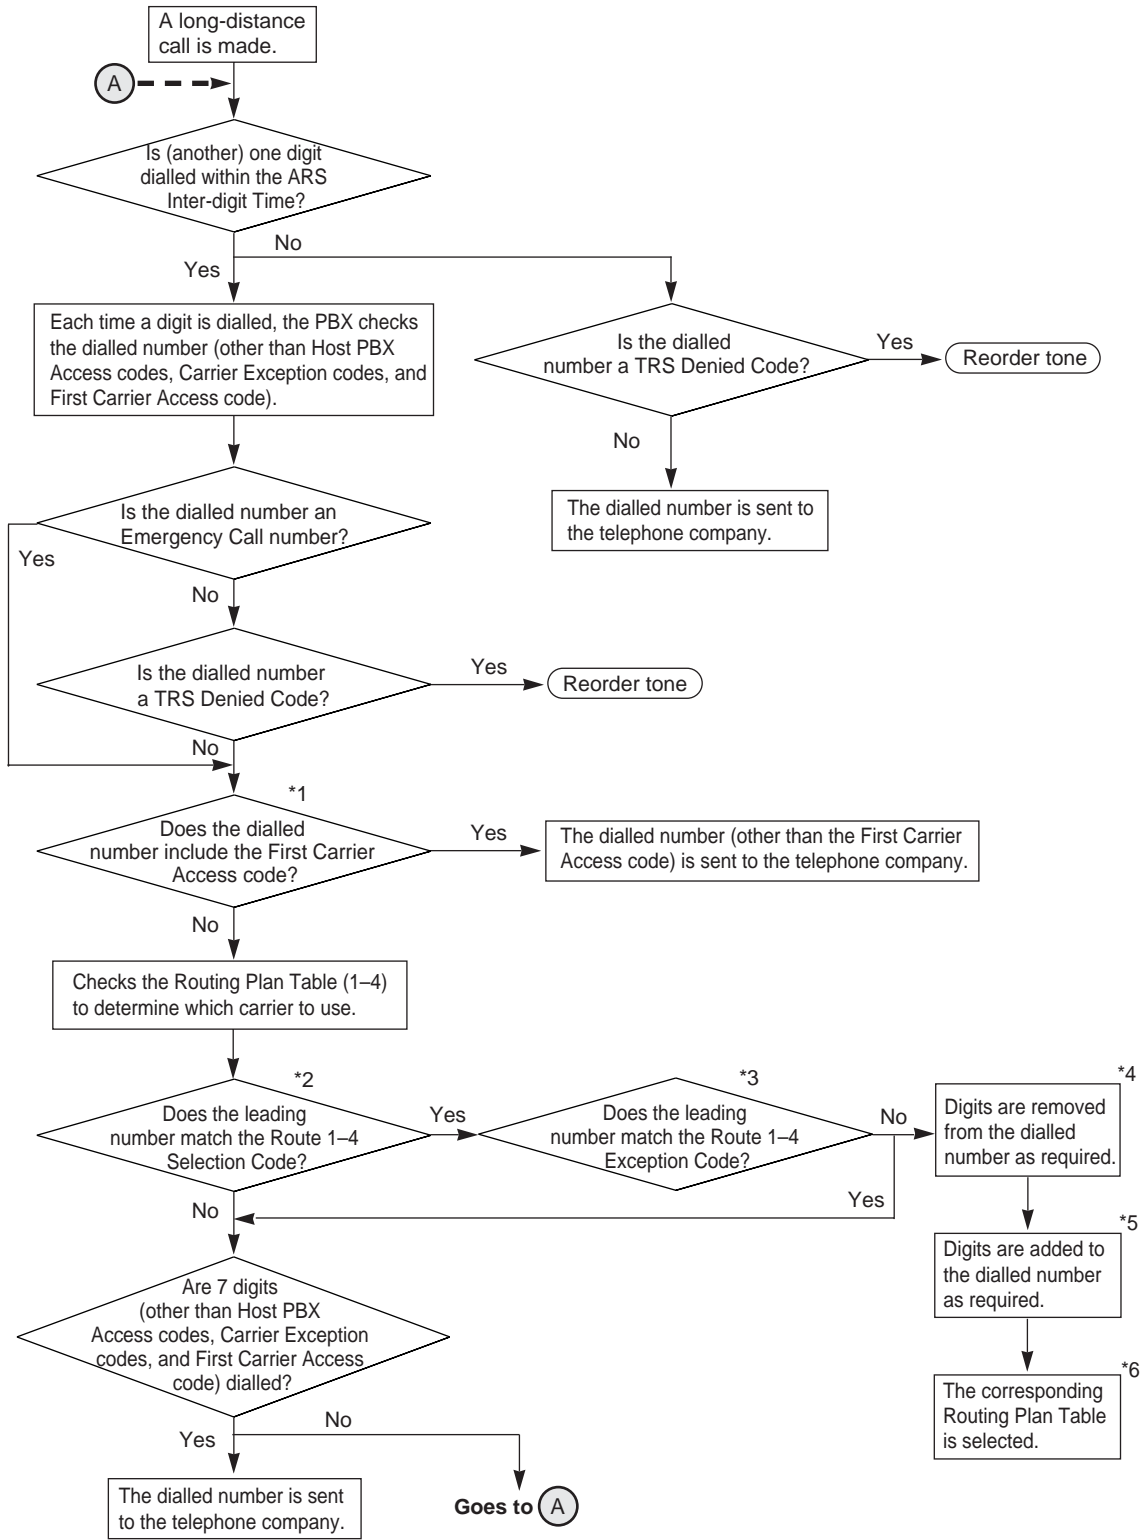 A long-distance
call is made.
A
Is (another) one digit
dialled within the ARS
Inter-digit Time?
No
Yes
Each time a digit is dialled, the PBX checks
the dialled number (other than Host PBX
Access codes, Carrier Exception codes, and
First Carrier Access code).
Is the dialled
number a TRS Denied Code?
Yes
Reorder tone
No
The dialled number is sent to
the telephone company.
Is the dialled number an
Emergency Call number?
Yes
No
Is the dialled number
a TRS Denied Code?
Yes
Reorder tone
No
*1
Does the dialled
number include the First Carrier
Access code?
Yes
The dialled number (other than the First Carrier
Access code) is sent to the telephone company.
No
Checks the Routing Plan Table (1–4)
to determine which carrier to use.
*2
Does the leading
number match the Route 1–4
Selection Code?
Yes
*3
Does the leading
number match the Route 1–4
Exception Code?
No
*4
Digits are removed
from the dialled
number as required.
Yes
No
*5
Digits are added to
the dialled number
as required.
Are 7 digits
(other than Host PBX
Access codes, Carrier Exception
codes, and First Carrier Access
code) dialled?
*6
The corresponding
Routing Plan Table
is selected.
No
Yes
The dialled number is sent
to the telephone company.
Goes to A